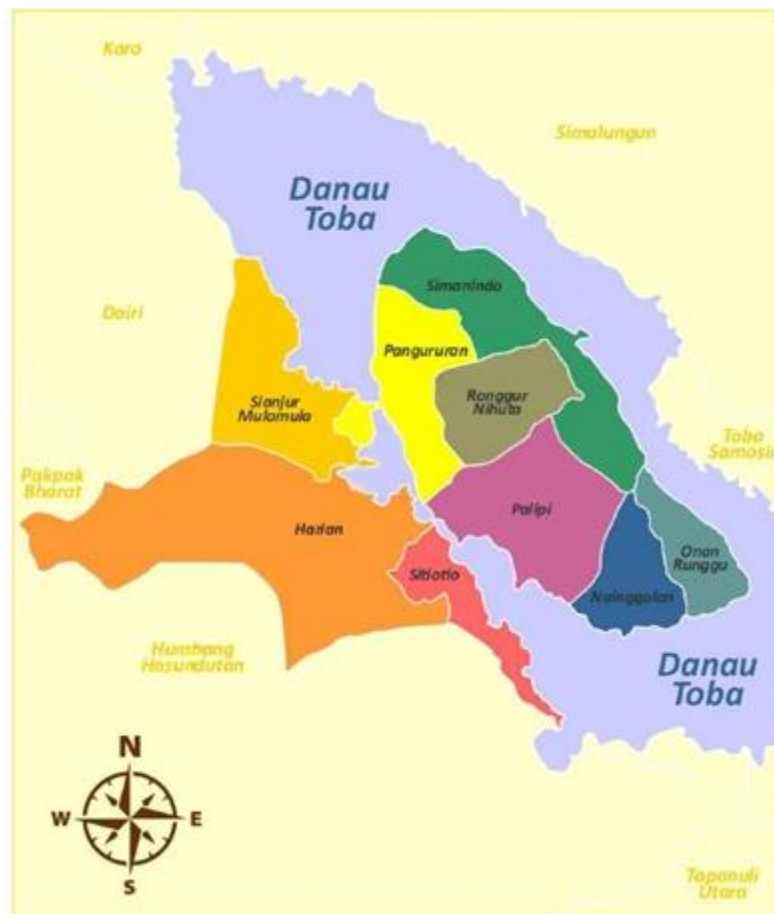 Karo
Simalungun
Danau
Toba
Simanindo
Dairi
Pangururan
Ronggur
Nihuta
Sianjur
Mulamula
Toba
Samosir
Pakpak
Bharat
Palipi
Harian
Onan
Runggu
Sitiotio
Nainggolan
Humbang
Hasundutan
Danau
Toba
N
W
E
S
Tapanuli
Utara